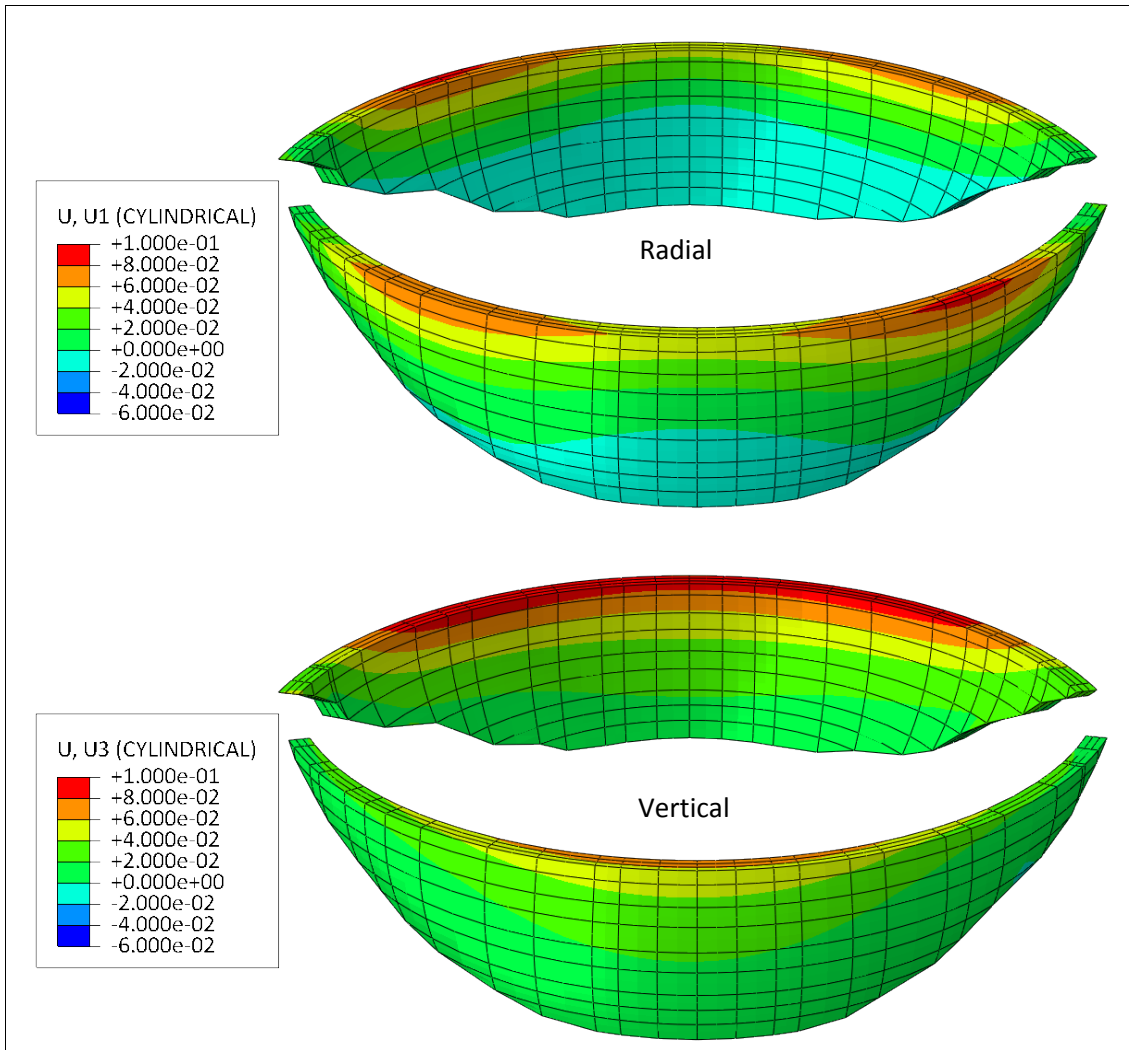 U, U1 (CYLINDRICAL)
+1.000e-01
+8.000e-02
+6.000e-02
+4.000e-02
+2.000e-02
+0.000e+00
-2.000e-02
-4.000e-02
-6.000e-02
Radial
U, U3 (CYLINDRICAL)
+1.000e-01
+8.000e-02
+6.000e-02
+4.000e-02
+2.000e-02
+0.000e+00
-2.000e-02
-4.000e-02
-6.000e-02
Vertical